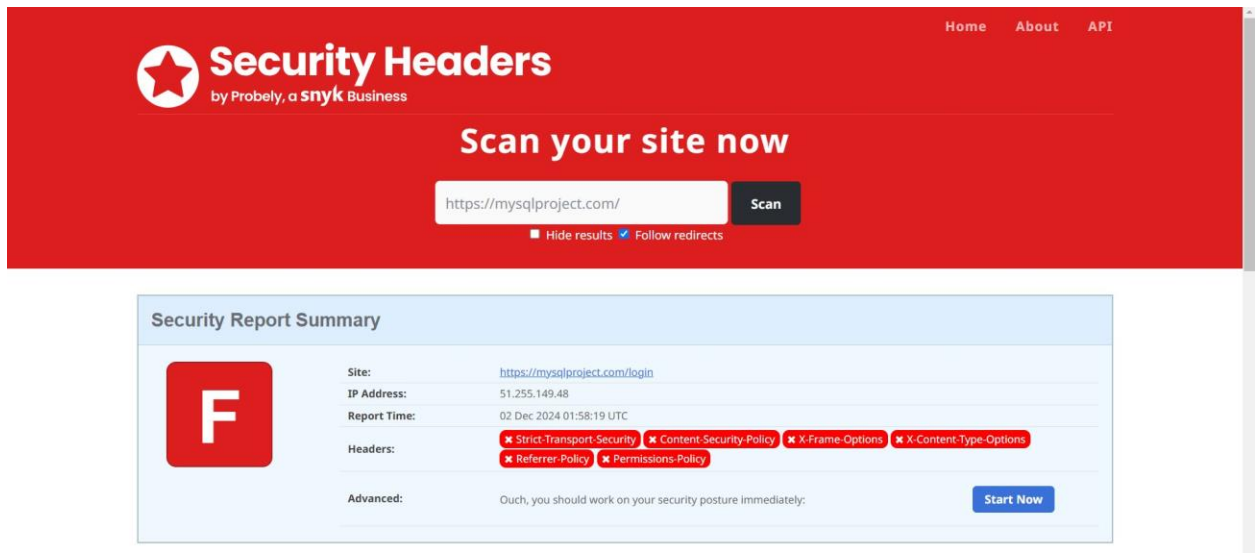 Home About API
Security Headers
by Probely, a snyk Business
Scan your site now
https://mysqlproject.com/ Scan
Hide results Follow redirects
Security Report Summary
F
Site: https://mysqlproject.com/login
IP Address: 51.255.149.48
Report Time: 02 Dec 2024 01:58:19 UTC
Headers: ✖ Strict-Transport-Security ✖ Content-Security-Policy ✖ X-Frame-Options ✖ X-Content-Type-Options
✖ Referrer-Policy ✖ Permissions-Policy
Advanced: Ouch, you should work on your security posture immediately: Start Now